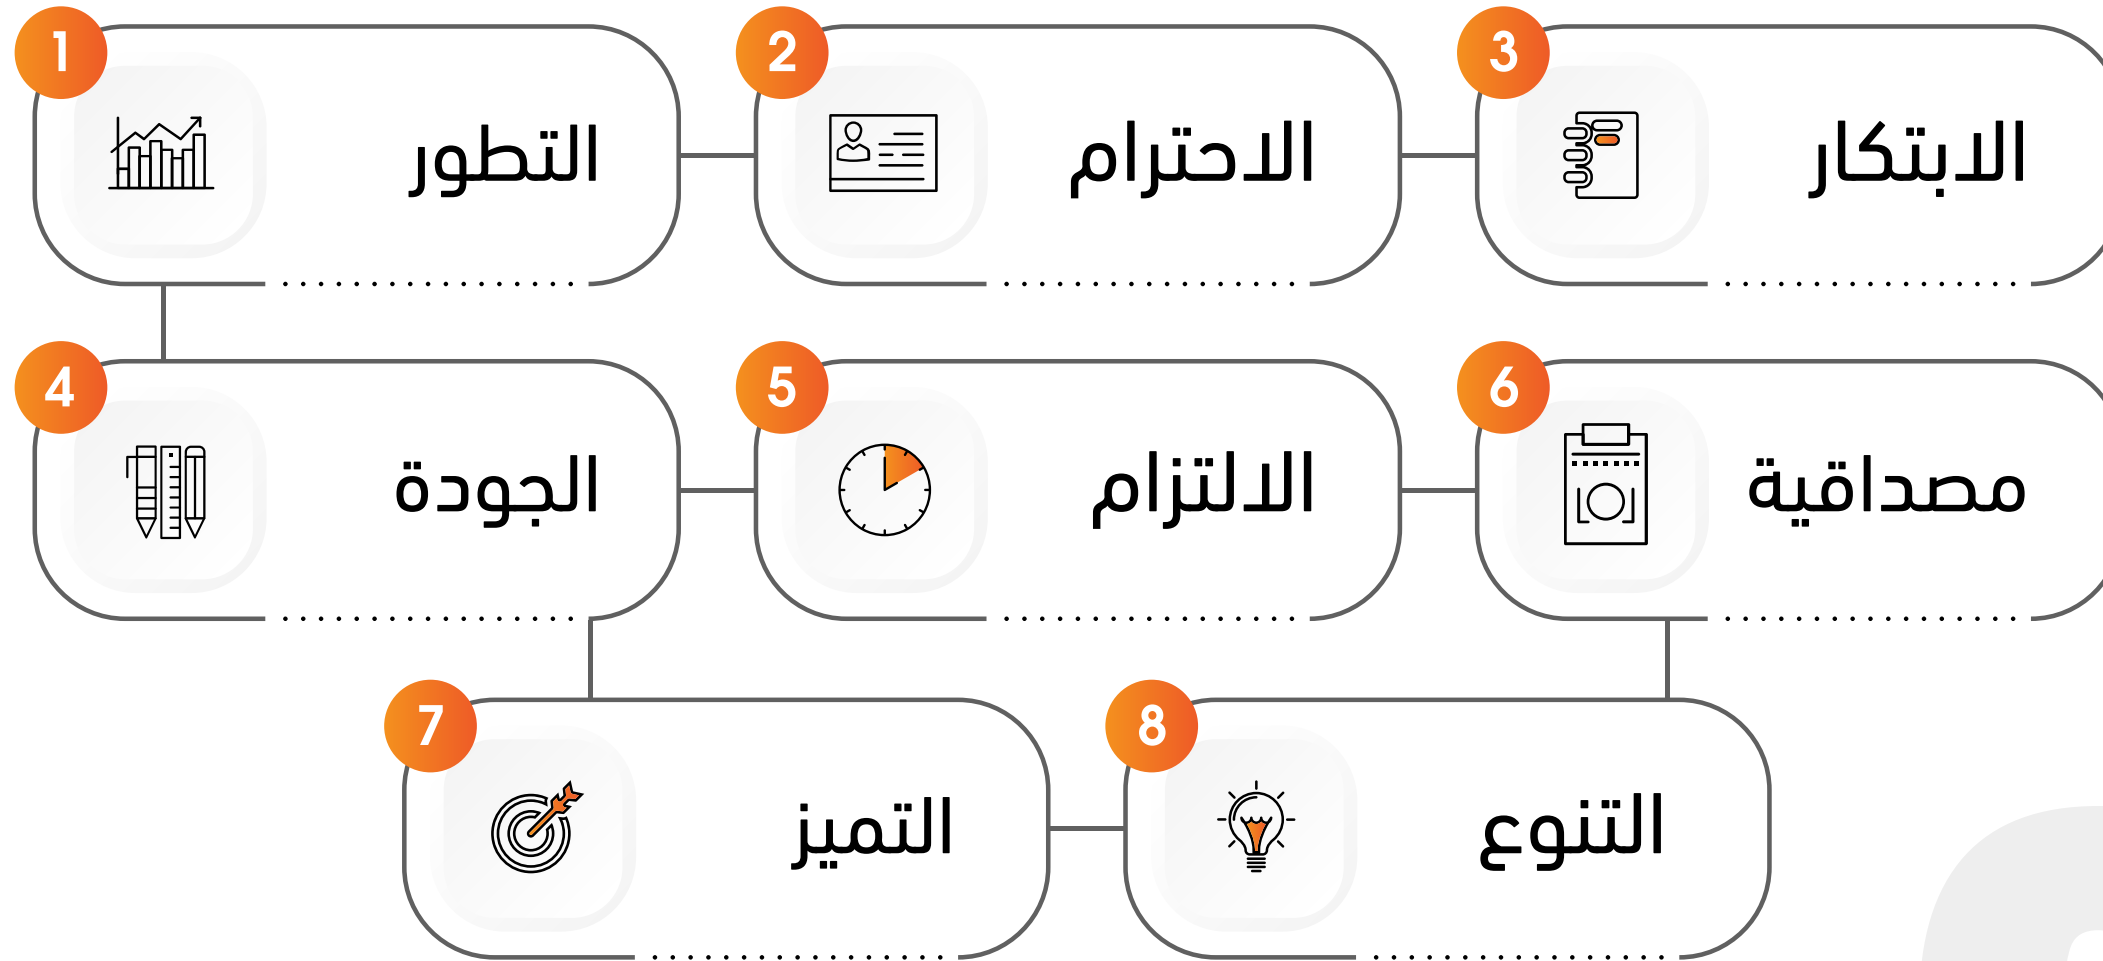 1
التطور
2
الاحترام
3
الابتكار
4
الجودة
5
الالتزام
6
مصداقية
7
التميز
8
التنوع